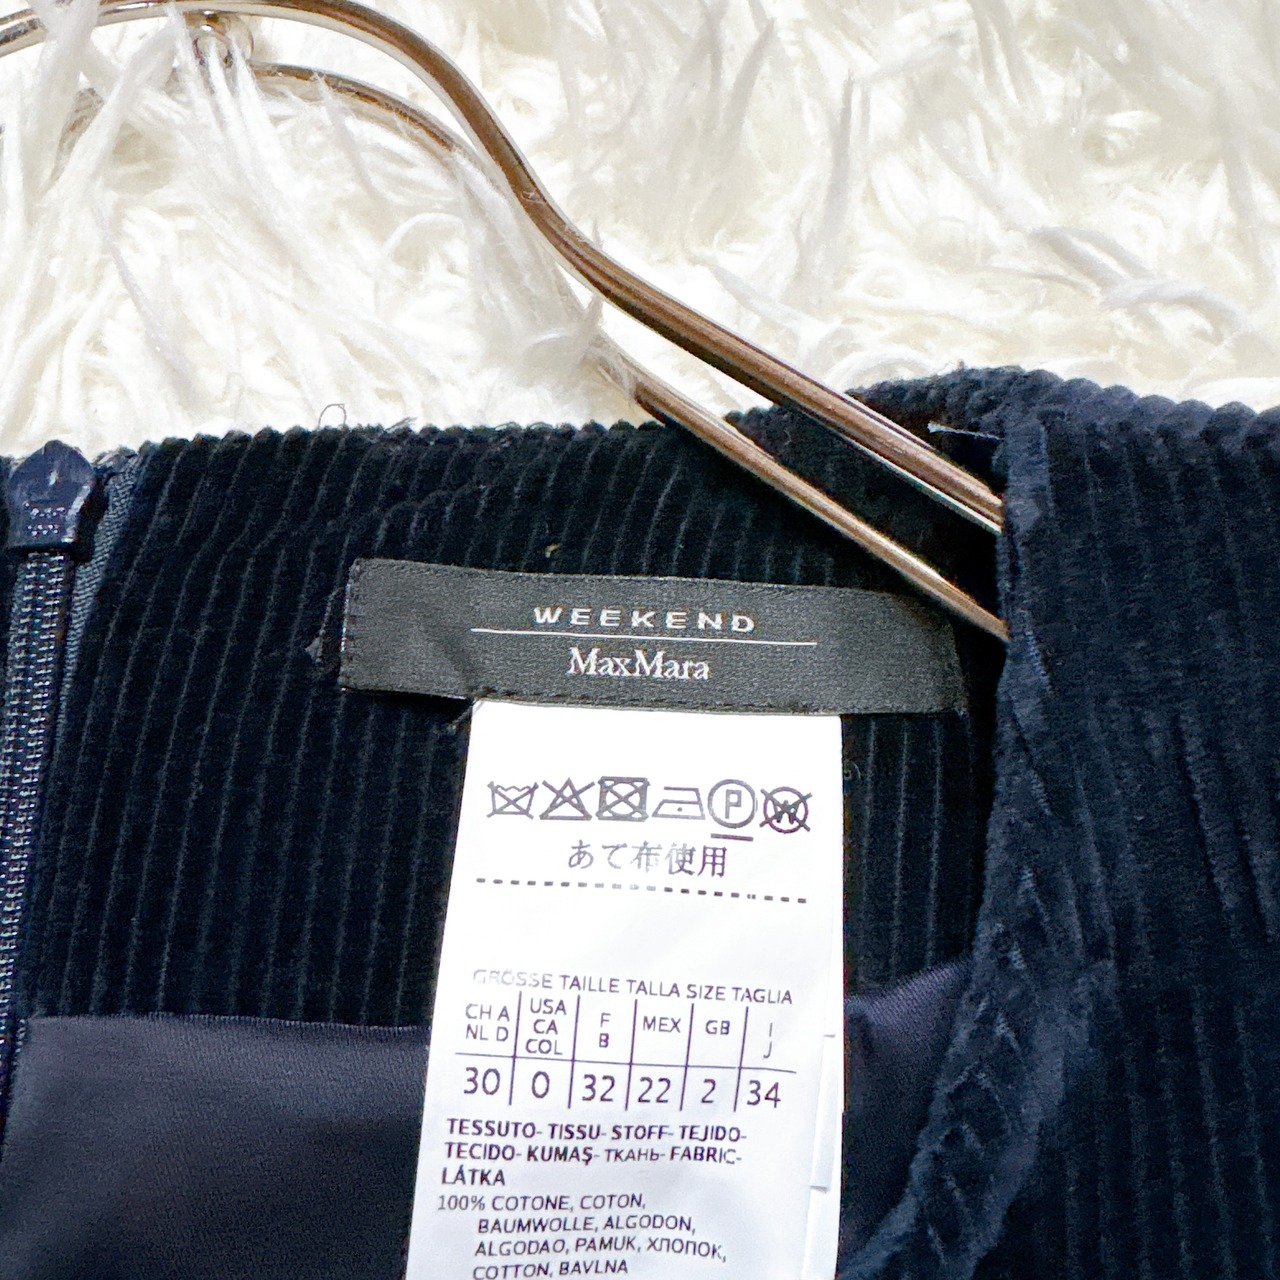 WEEKEND
MaxMara
P W
あて布使用
GRÖSSE TAILLE TALLA SIZE TAGLIA
CH A NL D USA CA COL F B MEX GB I J
30 0 32 22 2 34
TESSUTO- TISSU- STOFF- TEJIDO-
TECIDO- KUMAŞ- ТКАНЬ- FABRIC-
LÁTKA
100% COTONE, COTON,
BAUMWOLLE, ALGODON,
ALGODAO, PAMUK, ХЛОПОК,
COTTON, BAVLNA